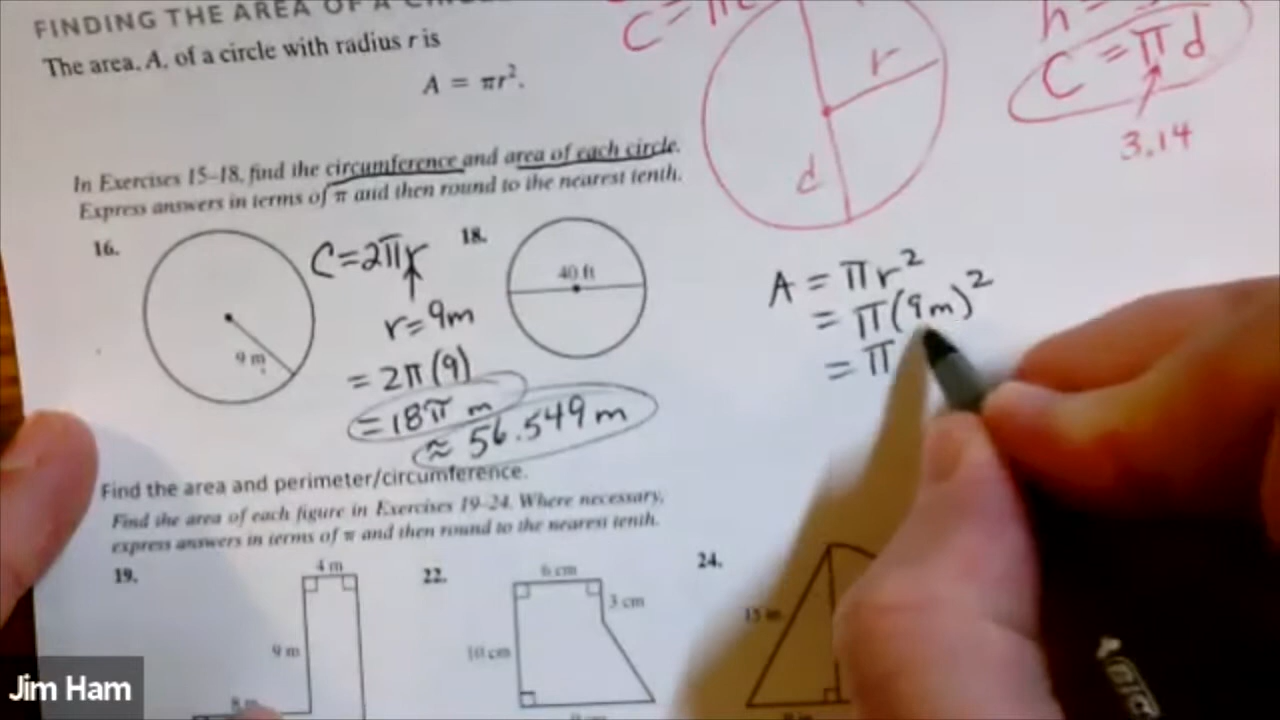 FINDING THE AREA OF A
The area, A, of a circle with radius r is
A = πr².
In Exercises 15–18, find the circumference and area of each circle.
Express answers in terms of π and then round to the nearest tenth.
16.
9 m
C=2πr
r=9m
= 2π(9)
=18π m
≈ 56.549m
18.
40 ft
r
d
C = πd
3.14
A = πr²
= π(9m)²
= π
Find the area and perimeter/circumference.
Find the area of each figure in Exercises 19–24. Where necessary,
express answers in terms of π and then round to the nearest tenth.
19.
4 m
9 m
22.
6 cm
3 cm
10 cm
24.
15
Jim Ham